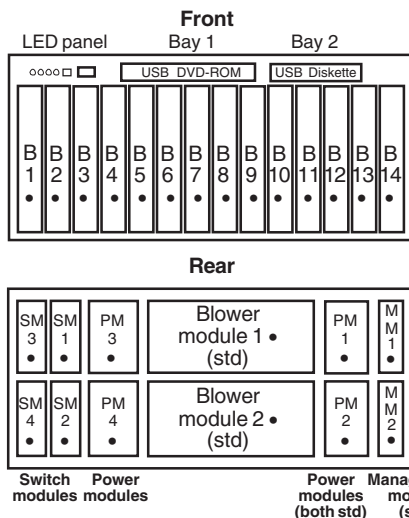 Front
LED panel Bay 1 Bay 2
USB DVD-ROM USB Diskette
B B B B B B B B B B B B B B
1 2 3 4 5 6 7 8 9 10 11 12 13 14
Rear
SM 3
SM 1
PM 3
Blower module 1
(std)
PM 1
MM 1
SM 4
SM 2
PM 4
Blower module 2
(std)
PM 2
MM 2
Switch modules
Power modules
Power modules (both std)